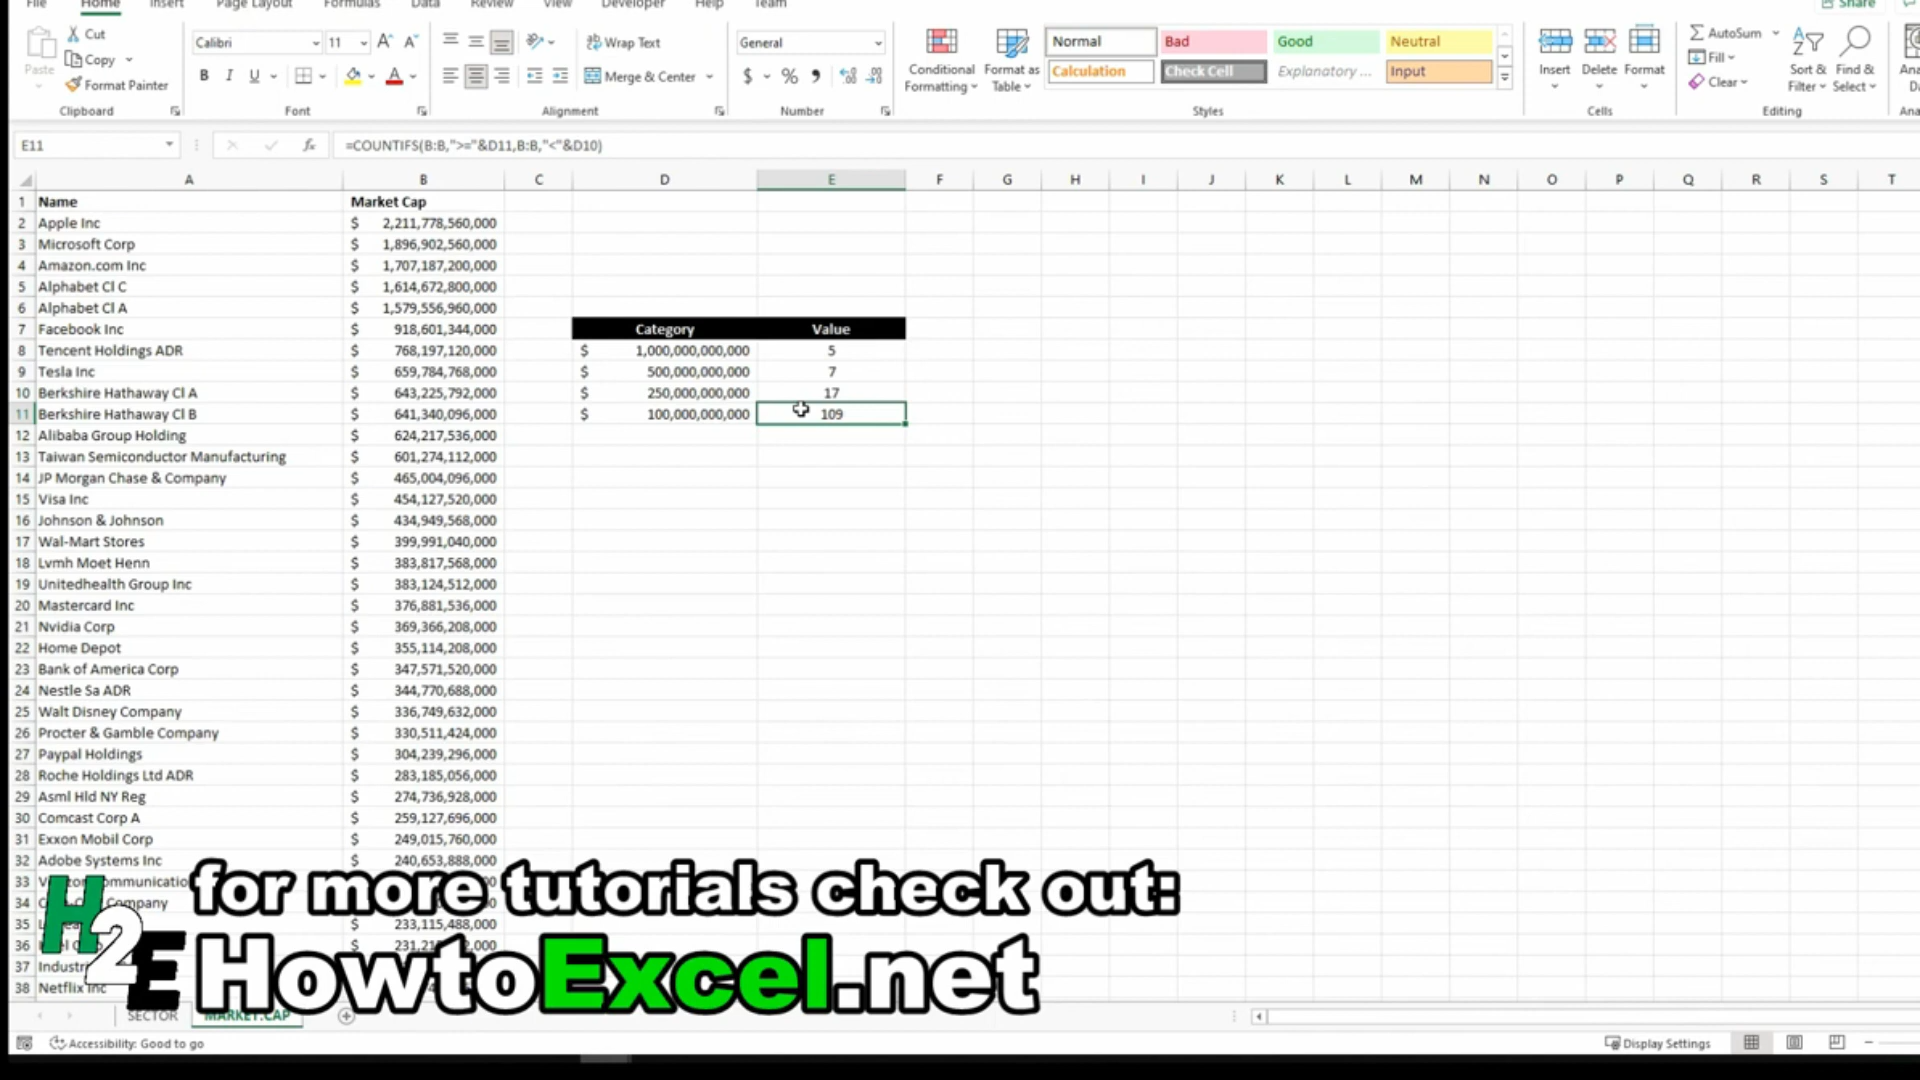 File Home Insert Page Layout Formulas Data Review View Developer Help Team Share
Cut
Calibri 11
Wrap Text
General
Normal Bad Good Neutral
AutoSum
Copy
Paste
Conditional Formatting
Format as Table
Insert Delete Format
Fill
Sort & Filter
Find & Select
Format Painter
B I U
Merge & Center
$ % 
Calculation Check Cell Explanatory ... Input
Clear
Clipboard Font Alignment Number Styles Cells Editing
E11 fx =COUNTIFS(B:B,">="&D11,B:B,"<"&D10)
A B C D E F G H I J K L M N O P Q R S T
1 Name Market Cap
2 Apple Inc $ 2,211,778,560,000
3 Microsoft Corp $ 1,896,902,560,000
4 Amazon.com Inc $ 1,707,187,200,000
5 Alphabet Cl C $ 1,614,672,800,000
6 Alphabet Cl A $ 1,579,556,960,000
7 Facebook Inc $ 918,601,344,000 Category Value
8 Tencent Holdings ADR $ 768,197,120,000 $ 1,000,000,000,000 5
9 Tesla Inc $ 659,784,768,000 $ 500,000,000,000 7
10 Berkshire Hathaway Cl A $ 643,225,792,000 $ 250,000,000,000 17
11 Berkshire Hathaway Cl B $ 641,340,096,000 $ 100,000,000,000 109
12 Alibaba Group Holding $ 624,217,536,000
13 Taiwan Semiconductor Manufacturing $ 601,274,112,000
14 JP Morgan Chase & Company $ 465,004,096,000
15 Visa Inc $ 454,127,520,000
16 Johnson & Johnson $ 434,949,568,000
17 Wal-Mart Stores $ 399,991,040,000
18 Lvmh Moet Henn $ 383,817,568,000
19 Unitedhealth Group Inc $ 383,124,512,000
20 Mastercard Inc $ 376,881,536,000
21 Nvidia Corp $ 369,366,208,000
22 Home Depot $ 355,114,208,000
23 Bank of America Corp $ 347,571,520,000
24 Nestle Sa ADR $ 344,770,688,000
25 Walt Disney Company $ 336,749,632,000
26 Procter & Gamble Company $ 330,511,424,000
27 Paypal Holdings $ 304,239,296,000
28 Roche Holdings Ltd ADR $ 283,185,056,000
29 Asml Hld NY Reg $ 274,736,928,000
30 Comcast Corp A $ 259,127,696,000
31 Exxon Mobil Corp $ 249,015,760,000
32 Adobe Systems Inc $ 240,653,888,000
33
34 Company
35 $ 233,115,488,000
36
37
38 Netflix Inc
for more tutorials check out:
H2E HowtoExcel.net
SECTOR MARKET.CAP
Accessibility: Good to go Display Settings